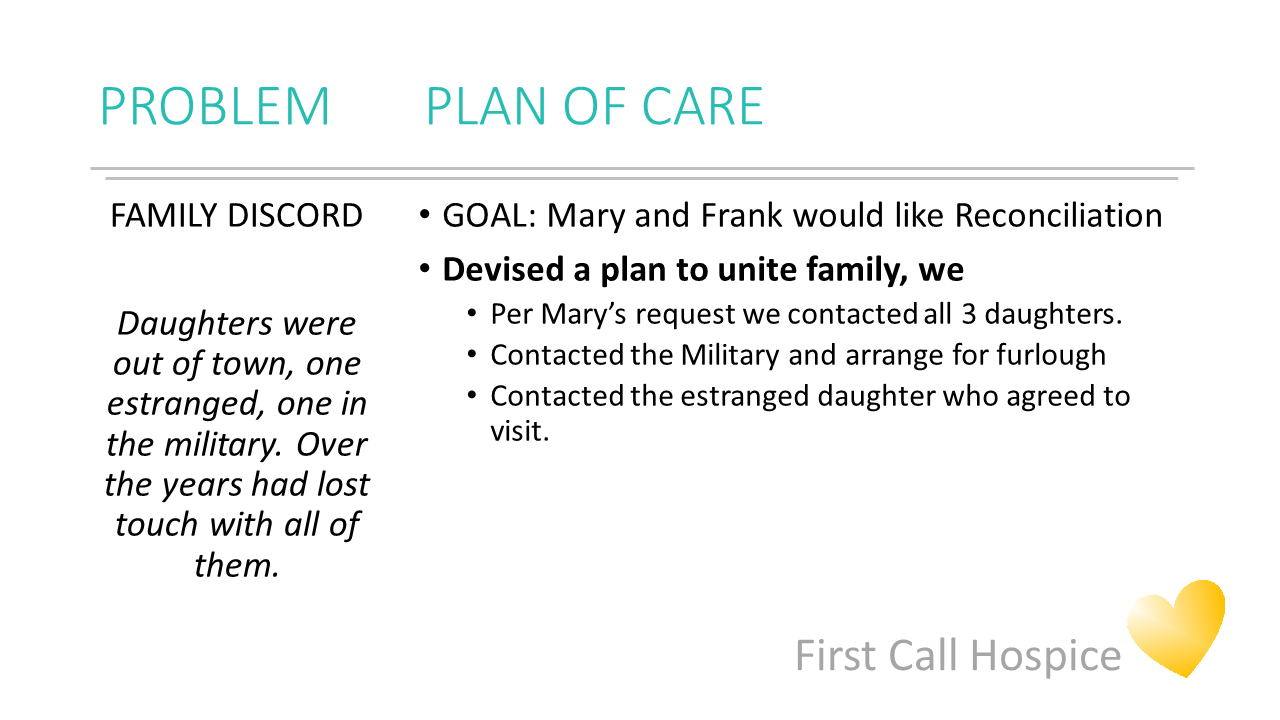 PROBLEM PLAN OF CARE
FAMILY DISCORD
Daughters were
out of town, one
estranged, one in
the military. Over
the years had lost
touch with all of
them.
• GOAL: Mary and Frank would like Reconciliation
• Devised a plan to unite family, we
• Per Mary’s request we contacted all 3 daughters.
• Contacted the Military and arrange for furlough
• Contacted the estranged daughter who agreed to
visit.
First Call Hospice